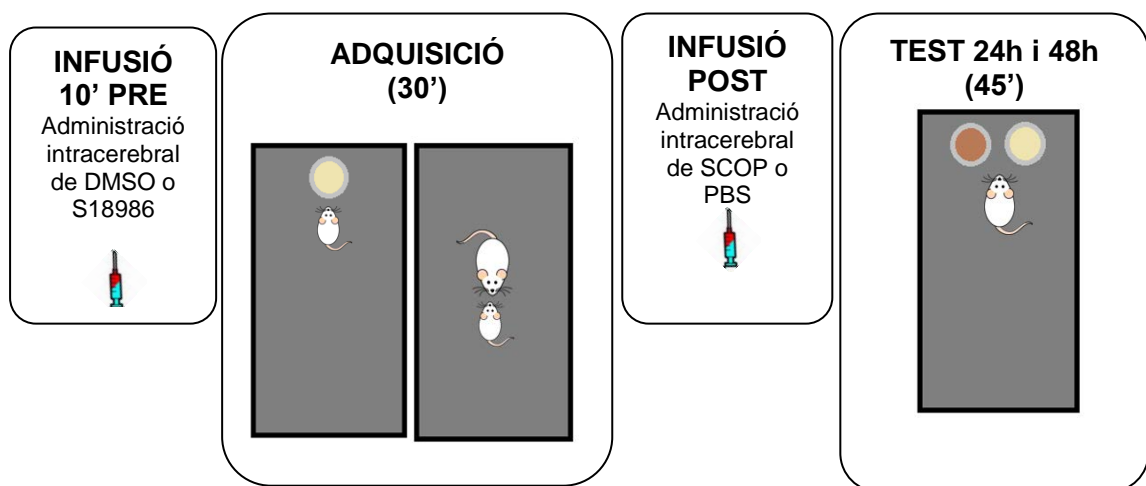 INFUSIÓ
10’ PRE
Administració
intracerebral
de DMSO o
S18986
ADQUISICIÓ
(30’)
INFUSIÓ
POST
Administració
intracerebral
de SCOP o
PBS
TEST 24h i 48h
(45’)